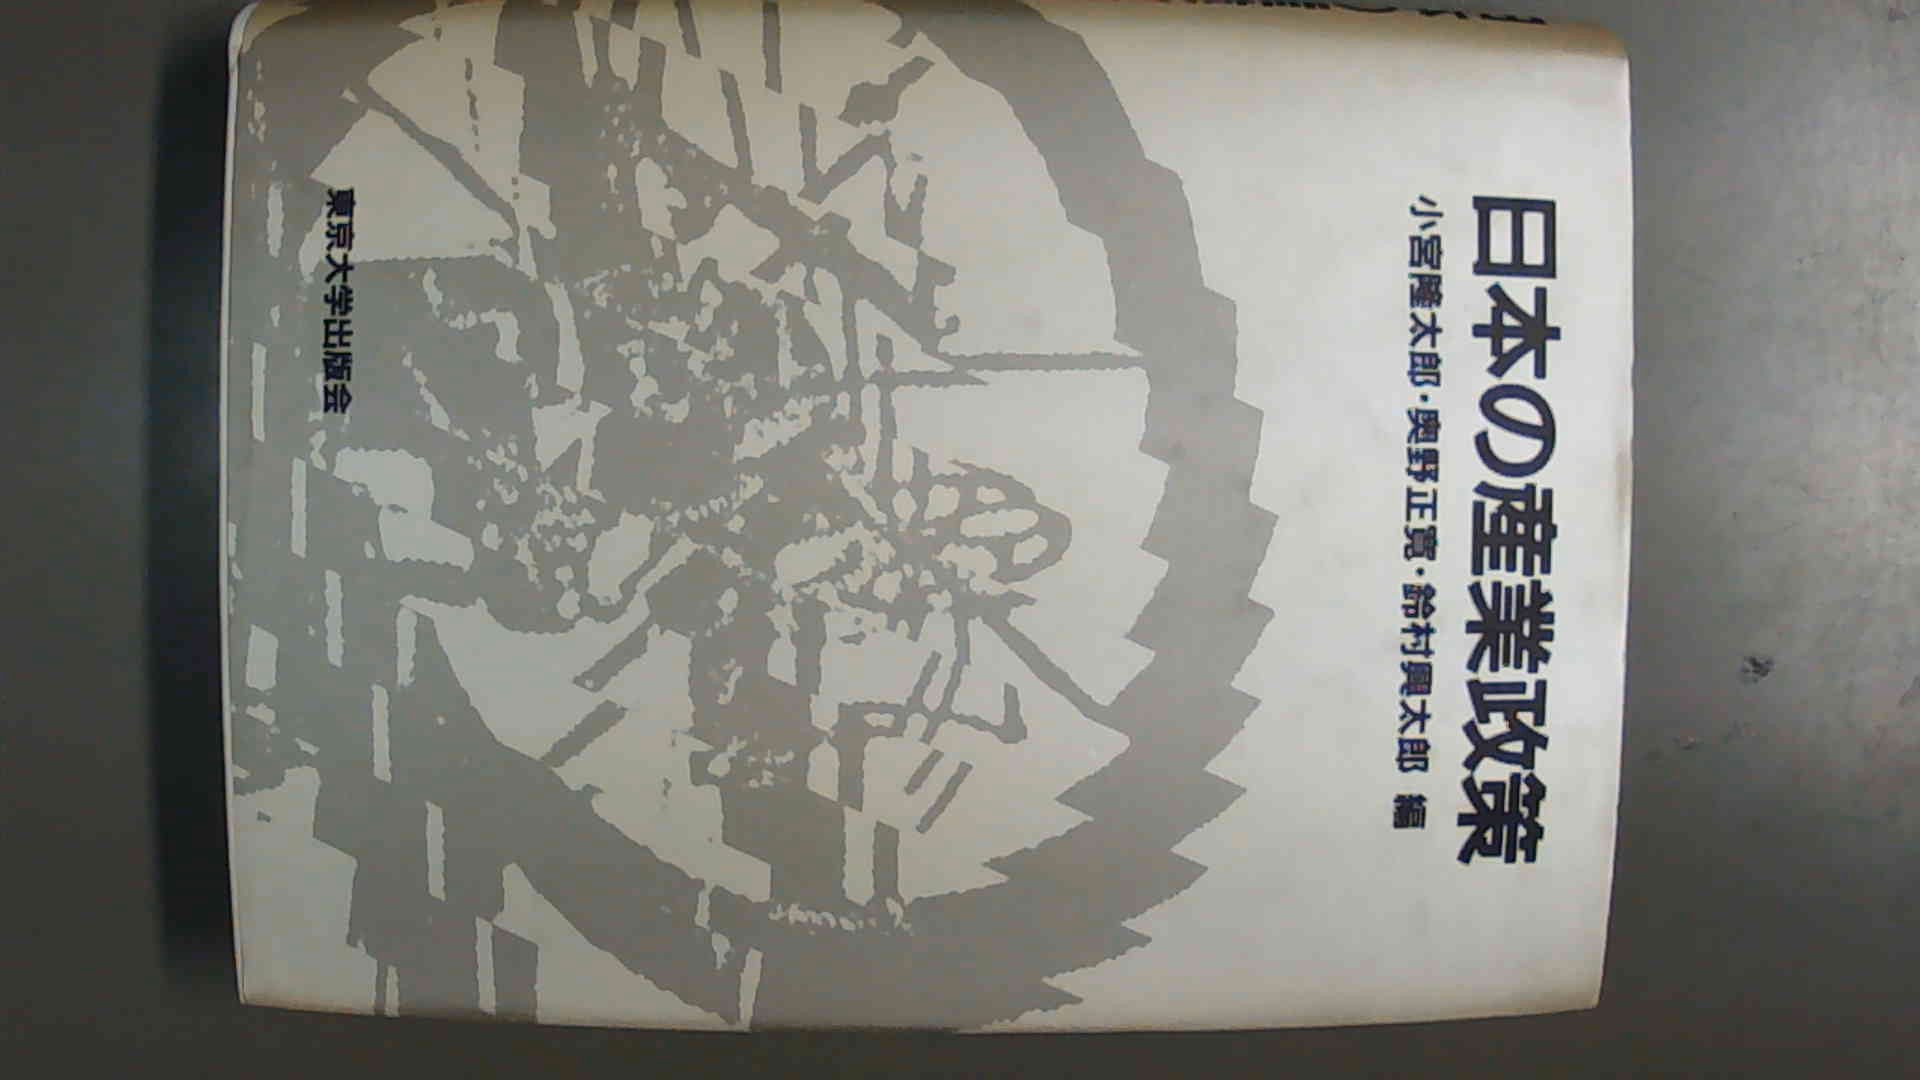 日本の産業政策
小宮隆太郎・奥野正寛・鈴村興太郎 編
東京大学出版会